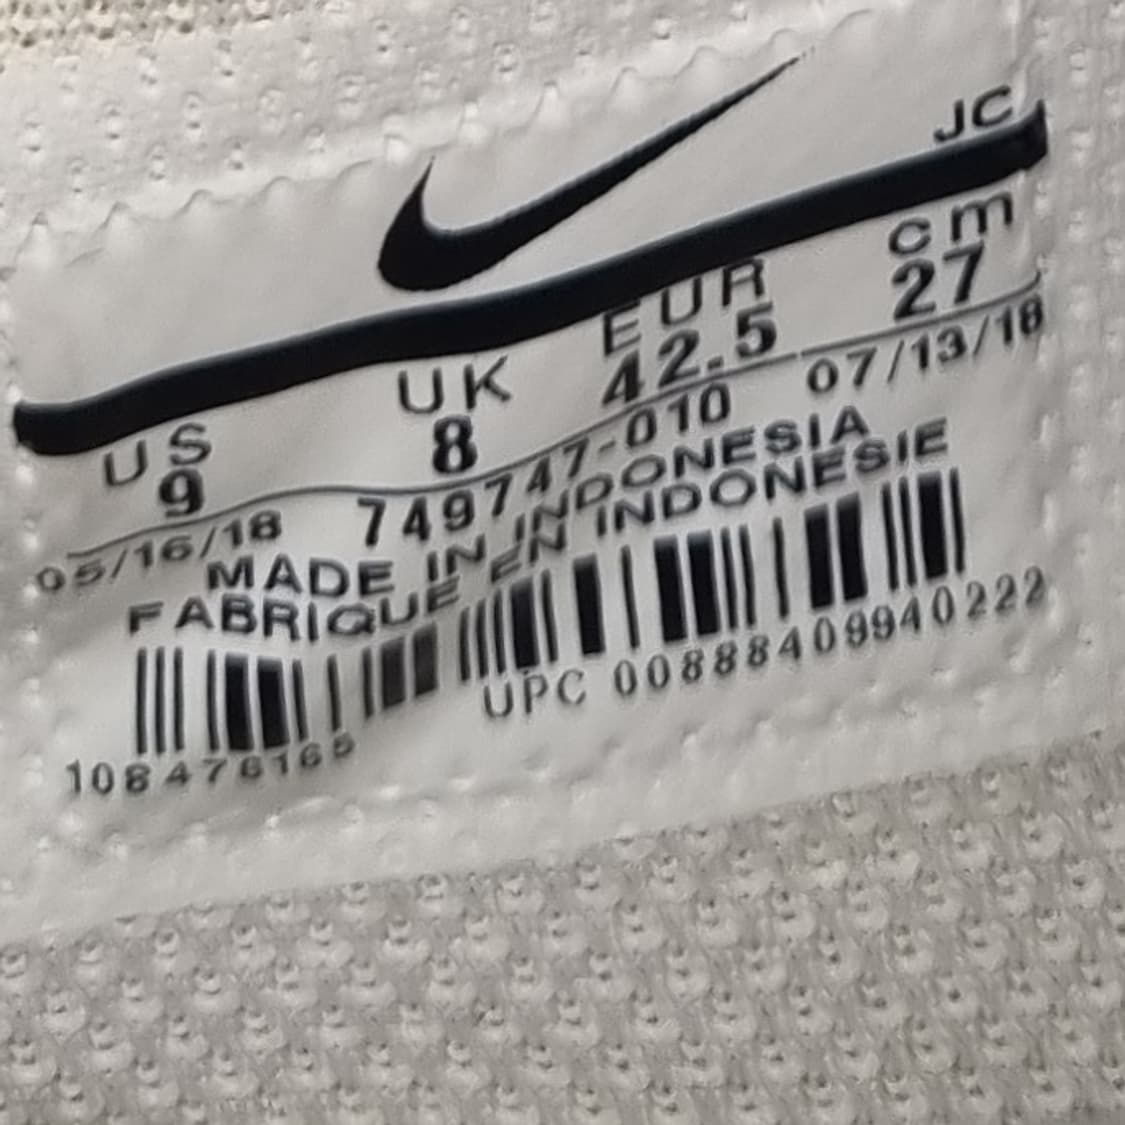 JC
US UK EUR cm
9 8 42.5 27
05/16/18 749747-010 07/13/18
MADE IN INDONESIA
FABRIQUE EN INDONESIE
UPC 00888409940222
108476165